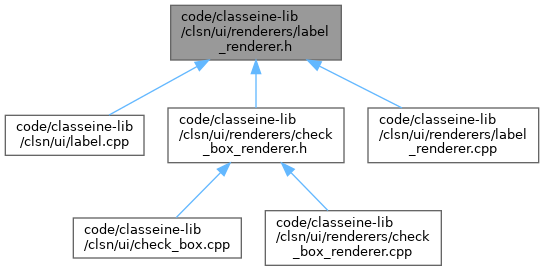 code/classeine-lib
/clsn/ui/renderers/label
_renderer.h
code/classeine-lib
/clsn/ui/label.cpp
code/classeine-lib
/clsn/ui/renderers/check
_box_renderer.h
code/classeine-lib
/clsn/ui/renderers/label
_renderer.cpp
code/classeine-lib
/clsn/ui/check_box.cpp
code/classeine-lib
/clsn/ui/renderers/check
_box_renderer.cpp